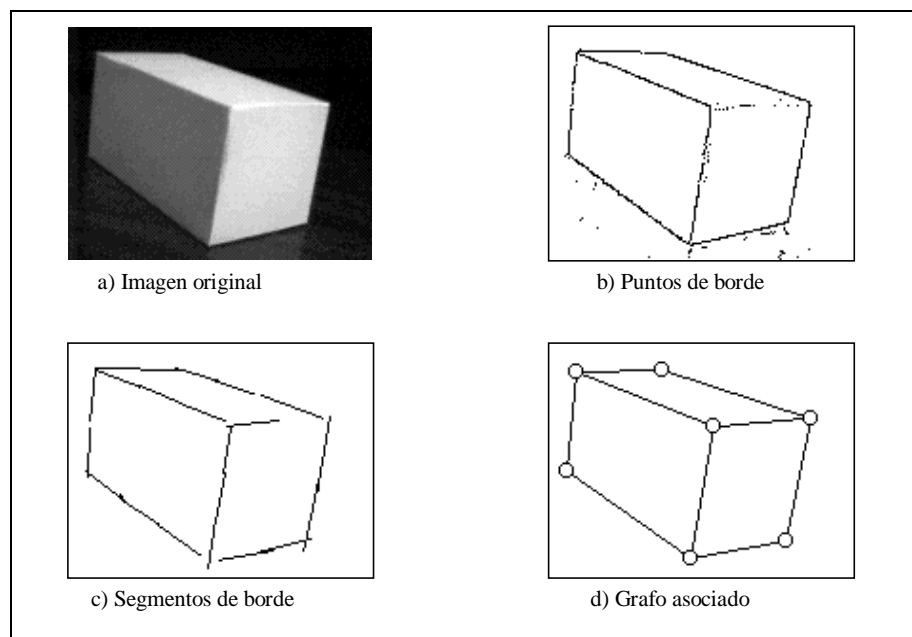 a) Imagen original
b) Puntos de borde
c) Segmentos de borde
d) Grafo asociado